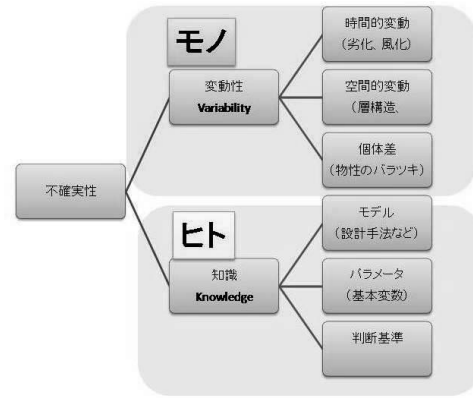 モノ
時間的変動
(劣化、風化)
変動性
Variability
空間的変動
(層構造、
個体差
(物性のバラツキ)
不確実性
ヒト
モデル
(設計手法など)
知識
Knowledge
パラメータ
(基本変数)
判断基準